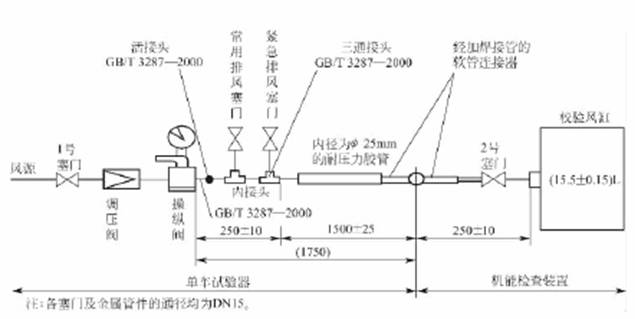 活接头
GB/T 3287—2000
常用排风塞门
紧急排风塞门
三通接头
GB/T 3287—2000
经加焊接管的
软管连接器
校验风缸
1号
塞门
风源
内径为φ 25mm
的耐压力胶管
2号
塞门
(15.5±0.15)L
调压阀
操纵阀
内接头
GB/T 3287—2000
250±10
1500±25
250±10
(1750)
单车试验器
机能检查装置
注:各塞门及金属管件的通径均为DN15。